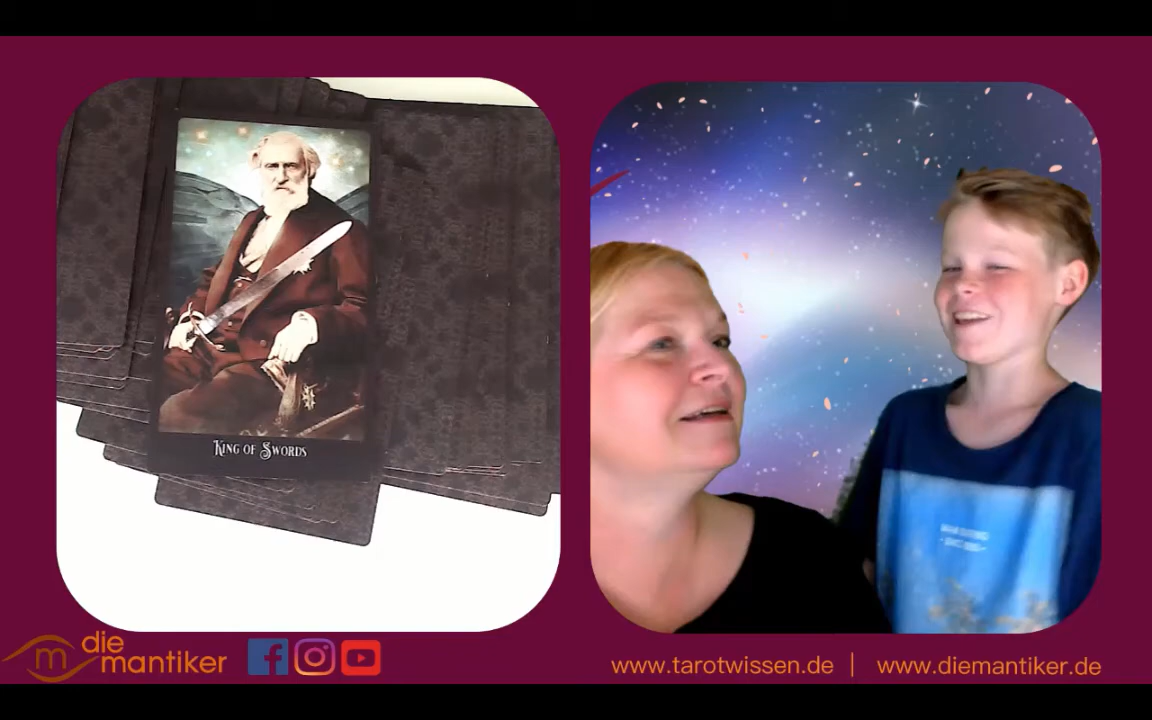 King of Swords
die
mantiker
www.tarotwissen.de | www.diemantiker.de